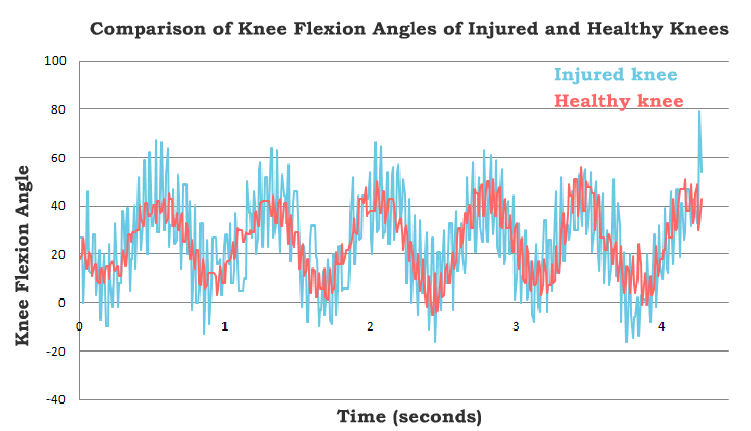 Comparison of Knee Flexion Angles of Injured and Healthy Knees
100
Injured knee
80
Healthy knee
60
40
20
0
0 1 2 3 4
-20
-40
Knee Flexion Angle
Time (seconds)